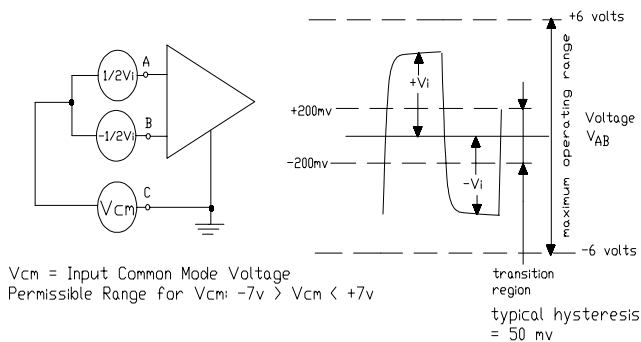 A
1/2Vi
B
-1/2Vi
C
Vcm
Vcm = Input Common Mode Voltage
Permissible Range for Vcm: -7v > Vcm < +7v
+6 volts
+Vi
+200mv
-200mv
-Vi
maximum operating range
Voltage
VAB
-6 volts
transition
region
typical hysteresis
= 50 mv